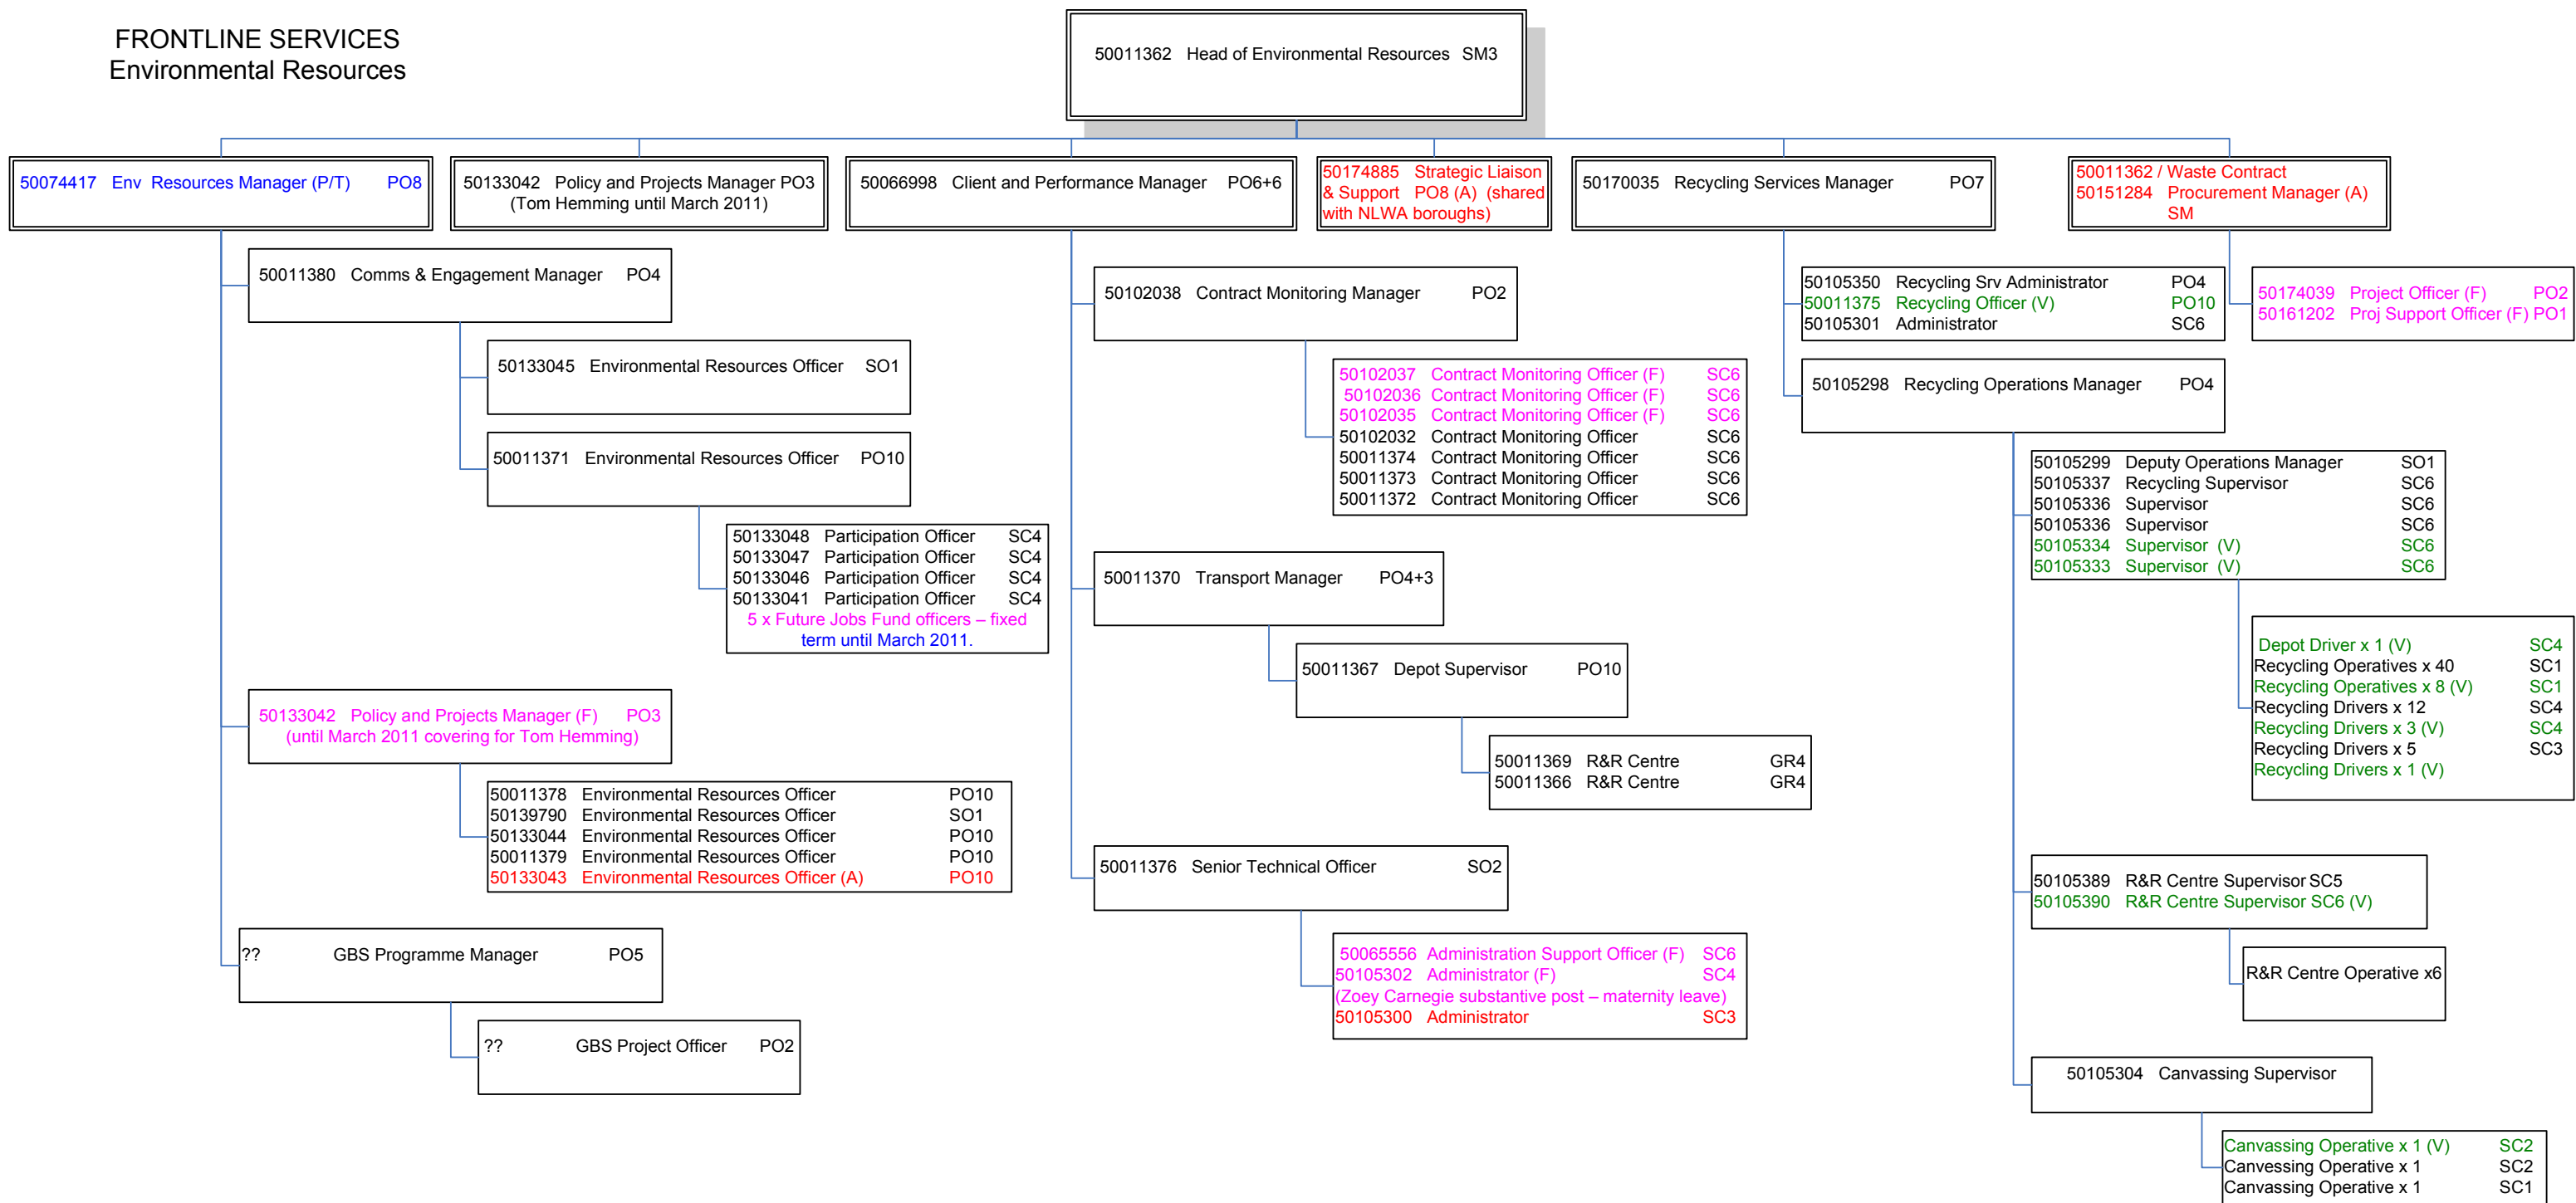 FRONTLINE SERVICES
Environmental Resources
50011362 Head of Environmental Resources SM3
50074417 Env Resources Manager (P/T) PO8
50133042 Policy and Projects Manager PO3
(Tom Hemming until March 2011)
50066998 Client and Performance Manager PO6+6
50174885 Strategic Liaison
& Support PO8 (A) (shared
with NLWA boroughs)
50170035 Recycling Services Manager PO7
50011362 / Waste Contract
50151284 Procurement Manager (A)
SM
50011380 Comms & Engagement Manager PO4
50133045 Environmental Resources Officer SO1
50011371 Environmental Resources Officer PO10
50133048 Participation Officer SC4
50133047 Participation Officer SC4
50133046 Participation Officer SC4
50133041 Participation Officer SC4
5 x Future Jobs Fund officers – fixed
term until March 2011.
50133042 Policy and Projects Manager (F) PO3
(until March 2011 covering for Tom Hemming)
50011378 Environmental Resources Officer PO10
50139790 Environmental Resources Officer SO1
50133044 Environmental Resources Officer PO10
50011379 Environmental Resources Officer PO10
50133043 Environmental Resources Officer (A) PO10
?? GBS Programme Manager PO5
?? GBS Project Officer PO2
50102038 Contract Monitoring Manager PO2
50102037 Contract Monitoring Officer (F) SC6
50102036 Contract Monitoring Officer (F) SC6
50102035 Contract Monitoring Officer (F) SC6
50102032 Contract Monitoring Officer SC6
50011374 Contract Monitoring Officer SC6
50011373 Contract Monitoring Officer SC6
50011372 Contract Monitoring Officer SC6
50011370 Transport Manager PO4+3
50011367 Depot Supervisor PO10
50011369 R&R Centre GR4
50011366 R&R Centre GR4
50011376 Senior Technical Officer SO2
50065556 Administration Support Officer (F) SC6
50105302 Administrator (F) SC4
(Zoey Carnegie substantive post – maternity leave)
50105300 Administrator SC3
50105350 Recycling Srv Administrator PO4
50011375 Recycling Officer (V) PO10
50105301 Administrator SC6
50105298 Recycling Operations Manager PO4
50105299 Deputy Operations Manager SO1
50105337 Recycling Supervisor SC6
50105336 Supervisor SC6
50105336 Supervisor SC6
50105334 Supervisor (V) SC6
50105333 Supervisor (V) SC6
Depot Driver x 1 (V) SC4
Recycling Operatives x 40 SC1
Recycling Operatives x 8 (V) SC1
Recycling Drivers x 12 SC4
Recycling Drivers x 3 (V) SC4
Recycling Drivers x 5 SC3
Recycling Drivers x 1 (V)
50105389 R&R Centre Supervisor SC5
50105390 R&R Centre Supervisor SC6 (V)
R&R Centre Operative x6
50105304 Canvassing Supervisor
Canvassing Operative x 1 (V) SC2
Canvessing Operative x 1 SC2
Canvassing Operative x 1 SC1
50174039 Project Officer (F) PO2
50161202 Proj Support Officer (F) PO1